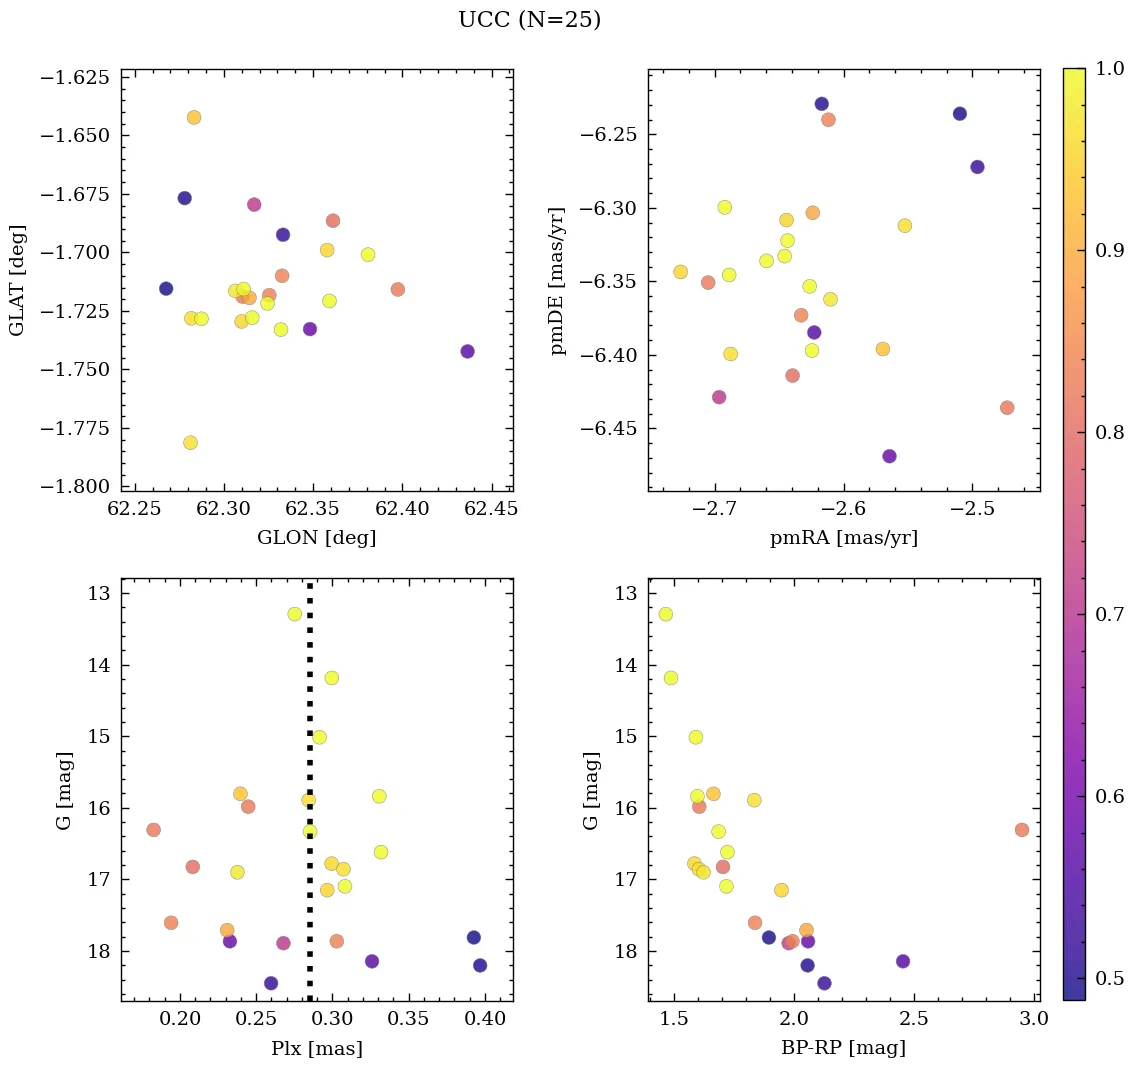 UCC (N=25)
−1.625
−1.650
−1.675
−1.700
−1.725
−1.750
−1.775
−1.800
GLAT [deg]
62.25 62.30 62.35 62.40 62.45
GLON [deg]
−6.25
−6.30
−6.35
−6.40
−6.45
pmDE [mas/yr]
−2.7 −2.6 −2.5
pmRA [mas/yr]
13
14
15
16
17
18
G [mag]
0.20 0.25 0.30 0.35 0.40
Plx [mas]
13
14
15
16
17
18
G [mag]
1.5 2.0 2.5 3.0
BP-RP [mag]
1.0
0.9
0.8
0.7
0.6
0.5